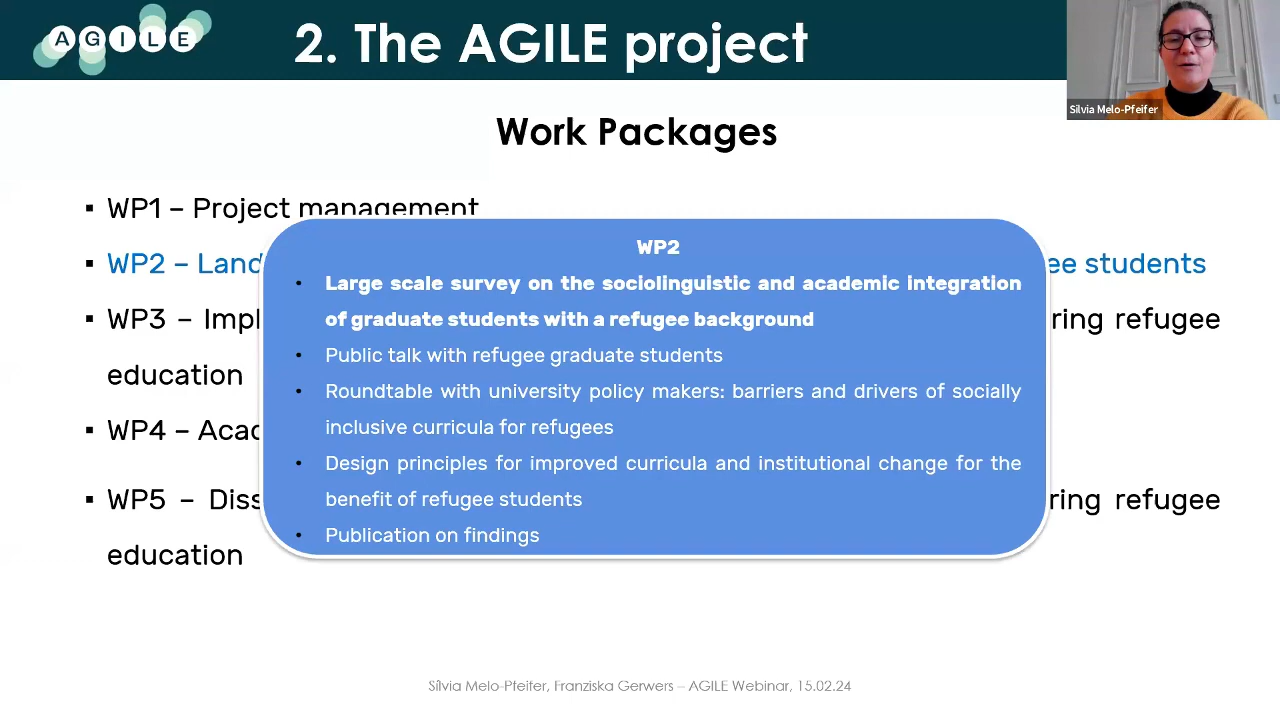 AGILE
2. The AGILE project
Sílvia Melo-Pfeifer
Work Packages
▪ WP1 – Project management
▪ WP2 – Land
ee students
▪ WP3 – Impl
ring refugee
education
▪ WP4 – Acad
▪ WP5 – Diss
ring refugee
education
WP2
• Large scale survey on the sociolinguistic and academic integration
of graduate students with a refugee background
• Public talk with refugee graduate students
• Roundtable with university policy makers: barriers and drivers of socially
inclusive curricula for refugees
• Design principles for improved curricula and institutional change for the
benefit of refugee students
• Publication on findings
Sílvia Melo-Pfeifer, Franziska Gerwers – AGILE Webinar, 15.02.24